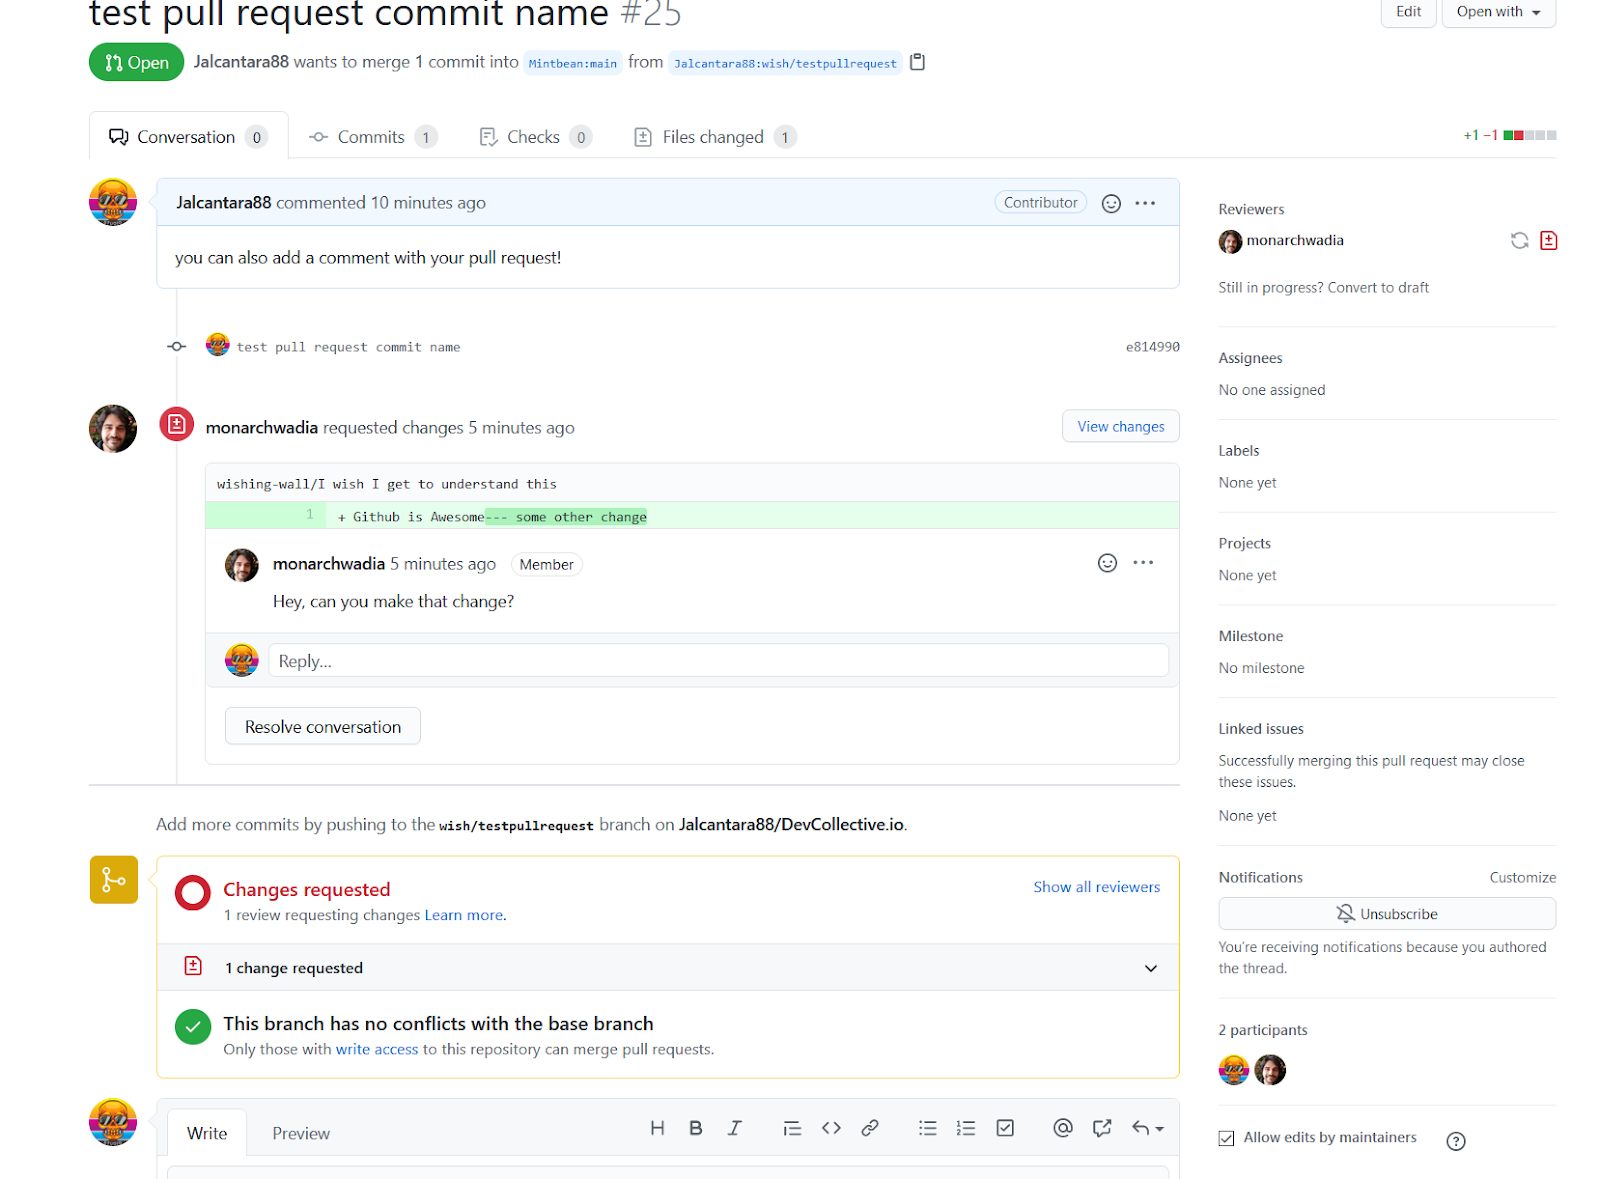 test pull request commit name #25
Edit
Open with
Open
Jalcantara88 wants to merge 1 commit into Mintbean:main from Jalcantara88:wish/testpullrequest
Conversation 0
Commits 1
Checks 0
Files changed 1
+1 −1
Jalcantara88 commented 10 minutes ago
Contributor
you can also add a comment with your pull request!
test pull request commit name
e814990
monarchwadia requested changes 5 minutes ago
View changes
wishing-wall/I wish I get to understand this
1 + Github is Awesome--- some other change
monarchwadia 5 minutes ago Member
Hey, can you make that change?
Reply...
Resolve conversation
Add more commits by pushing to the wish/testpullrequest branch on Jalcantara88/DevCollective.io.
Changes requested
Show all reviewers
1 review requesting changes Learn more.
1 change requested
This branch has no conflicts with the base branch
Only those with write access to this repository can merge pull requests.
Write
Preview
Reviewers
monarchwadia
Still in progress? Convert to draft
Assignees
No one assigned
Labels
None yet
Projects
None yet
Milestone
No milestone
Linked issues
Successfully merging this pull request may close
these issues.
None yet
Notifications
Customize
Unsubscribe
You're receiving notifications because you authored
the thread.
2 participants
Allow edits by maintainers